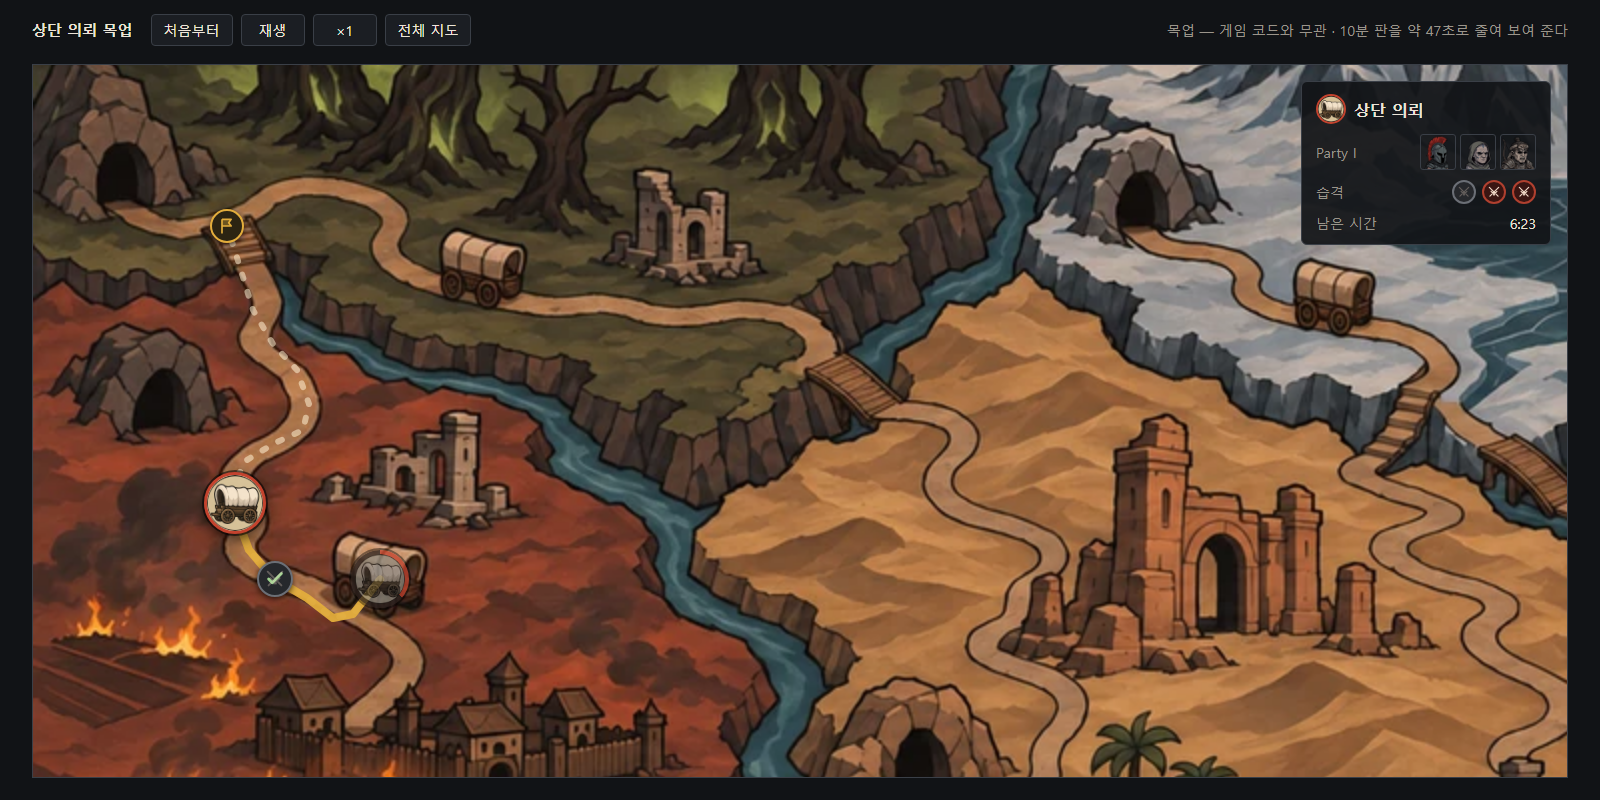 상단 의뢰 목업
처음부터
재생
×1
전체 지도
목업 — 게임 코드와 무관 · 10분 판을 약 47초로 줄여 보여 준다
상단 의뢰
Party I
습격
남은 시간
6:23